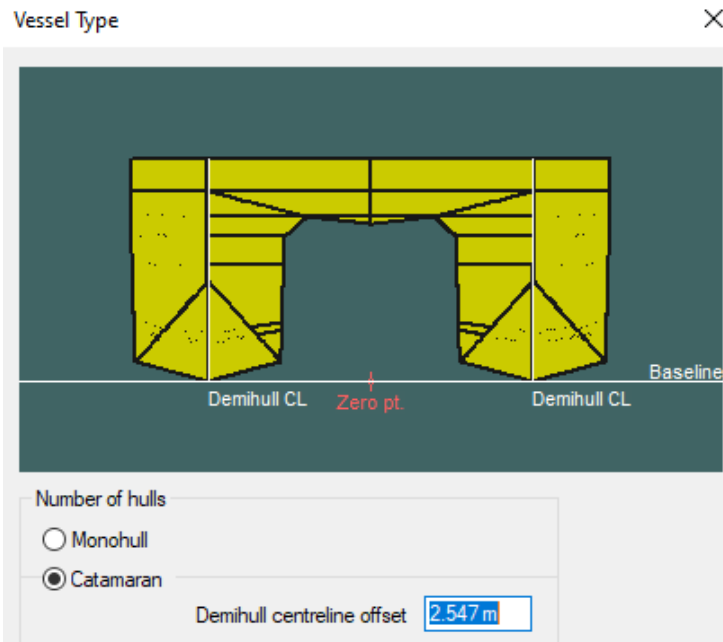 Vessel Type
Baseline
Demihull CL
Zero pt.
Demihull CL
Number of hulls
Monohull
Catamaran
Demihull centreline offset 2.547 m